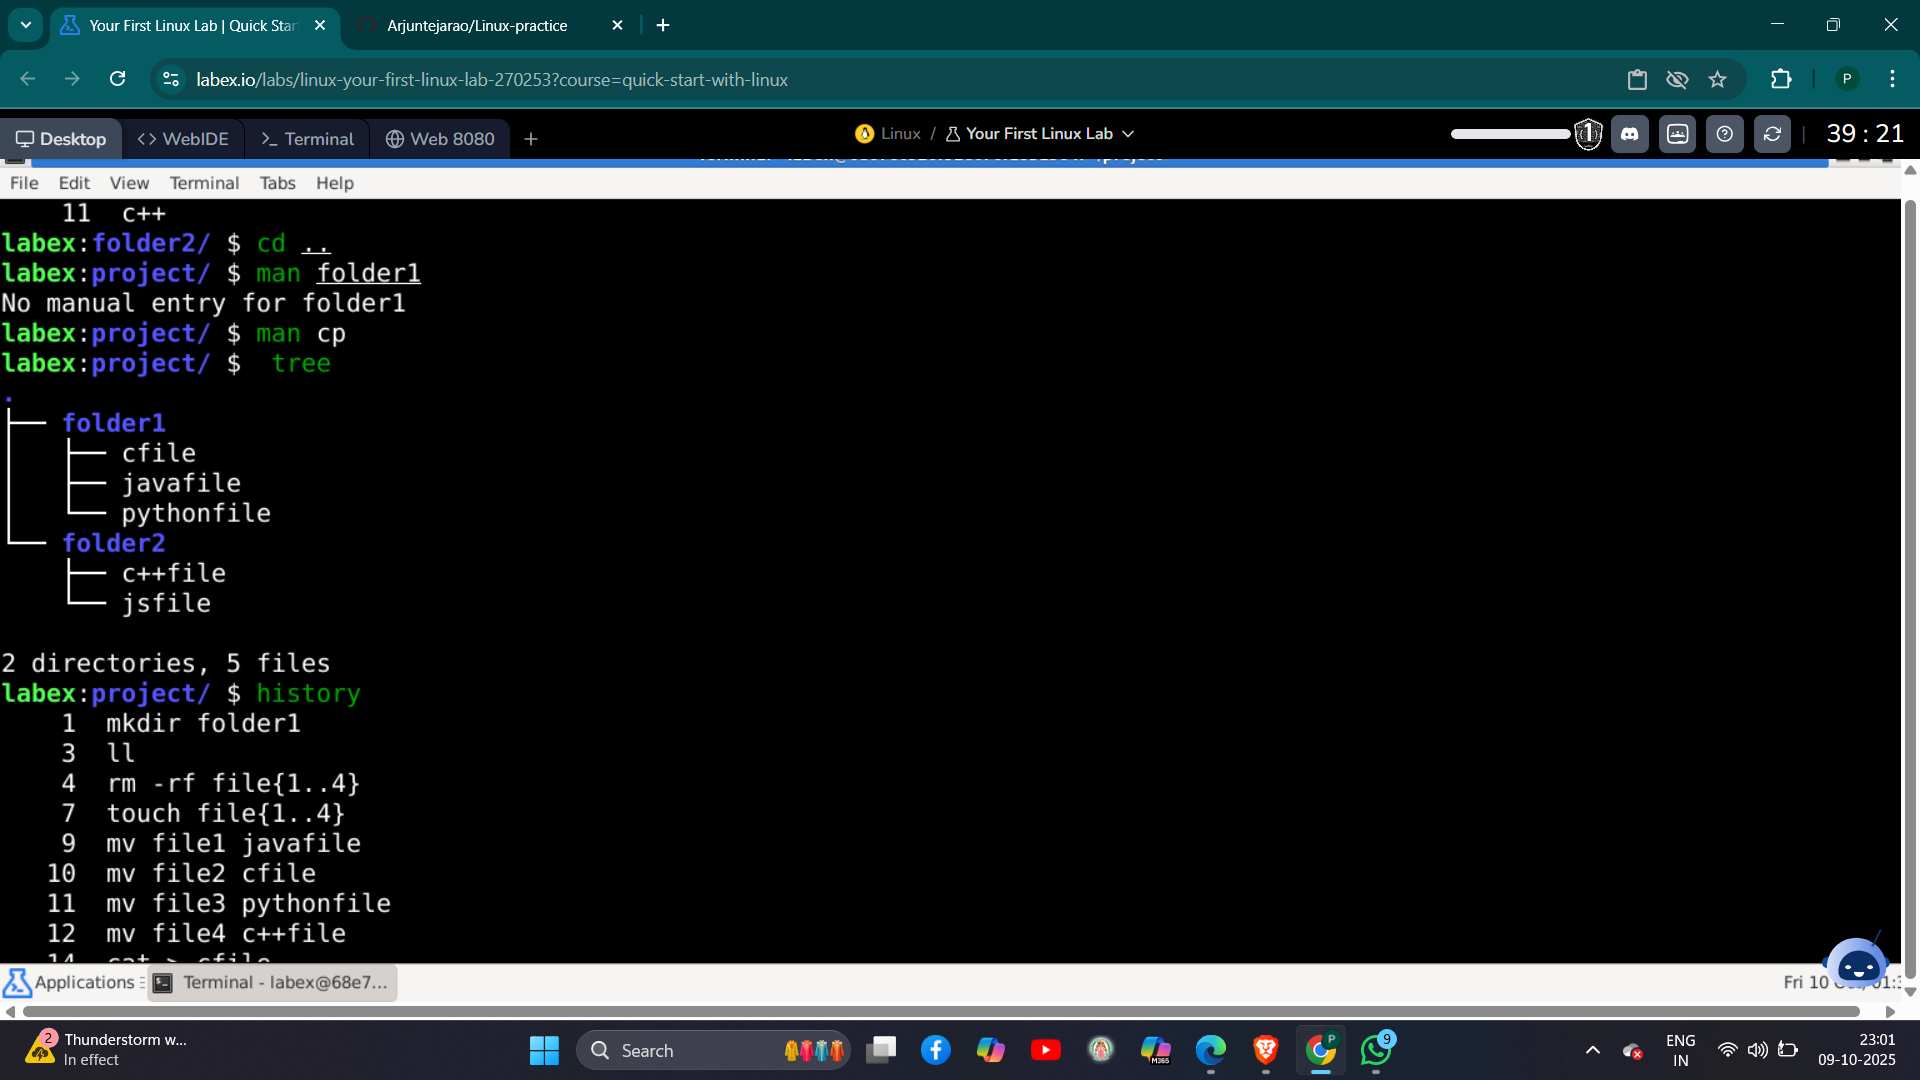 Your First Linux Lab | Quick Star
Arjuntejarao/Linux-practice
labex.io/labs/linux-your-first-linux-lab-270253?course=quick-start-with-linux
P
Desktop
WebIDE
Terminal
Web 8080
Linux / Your First Linux Lab
1
39 : 21
File Edit View Terminal Tabs Help
11 c++
labex:folder2/ $ cd ..
labex:project/ $ man folder1
No manual entry for folder1
labex:project/ $ man cp
labex:project/ $  tree
.
├── folder1
│   ├── cfile
│   ├── javafile
│   └── pythonfile
└── folder2
    ├── c++file
    └── jsfile
2 directories, 5 files
labex:project/ $ history
1 mkdir folder1
3 ll
4 rm -rf file{1..4}
7 touch file{1..4}
9 mv file1 javafile
10 mv file2 cfile
11 mv file3 pythonfile
12 mv file4 c++file
14 cat > cfile
Applications
Terminal - labex@68e7...
Fri 10
2
Thunderstorm w...
In effect
Search
M365
P
9
ENG
IN
23:01
09-10-2025